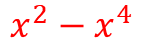 x² − x⁴